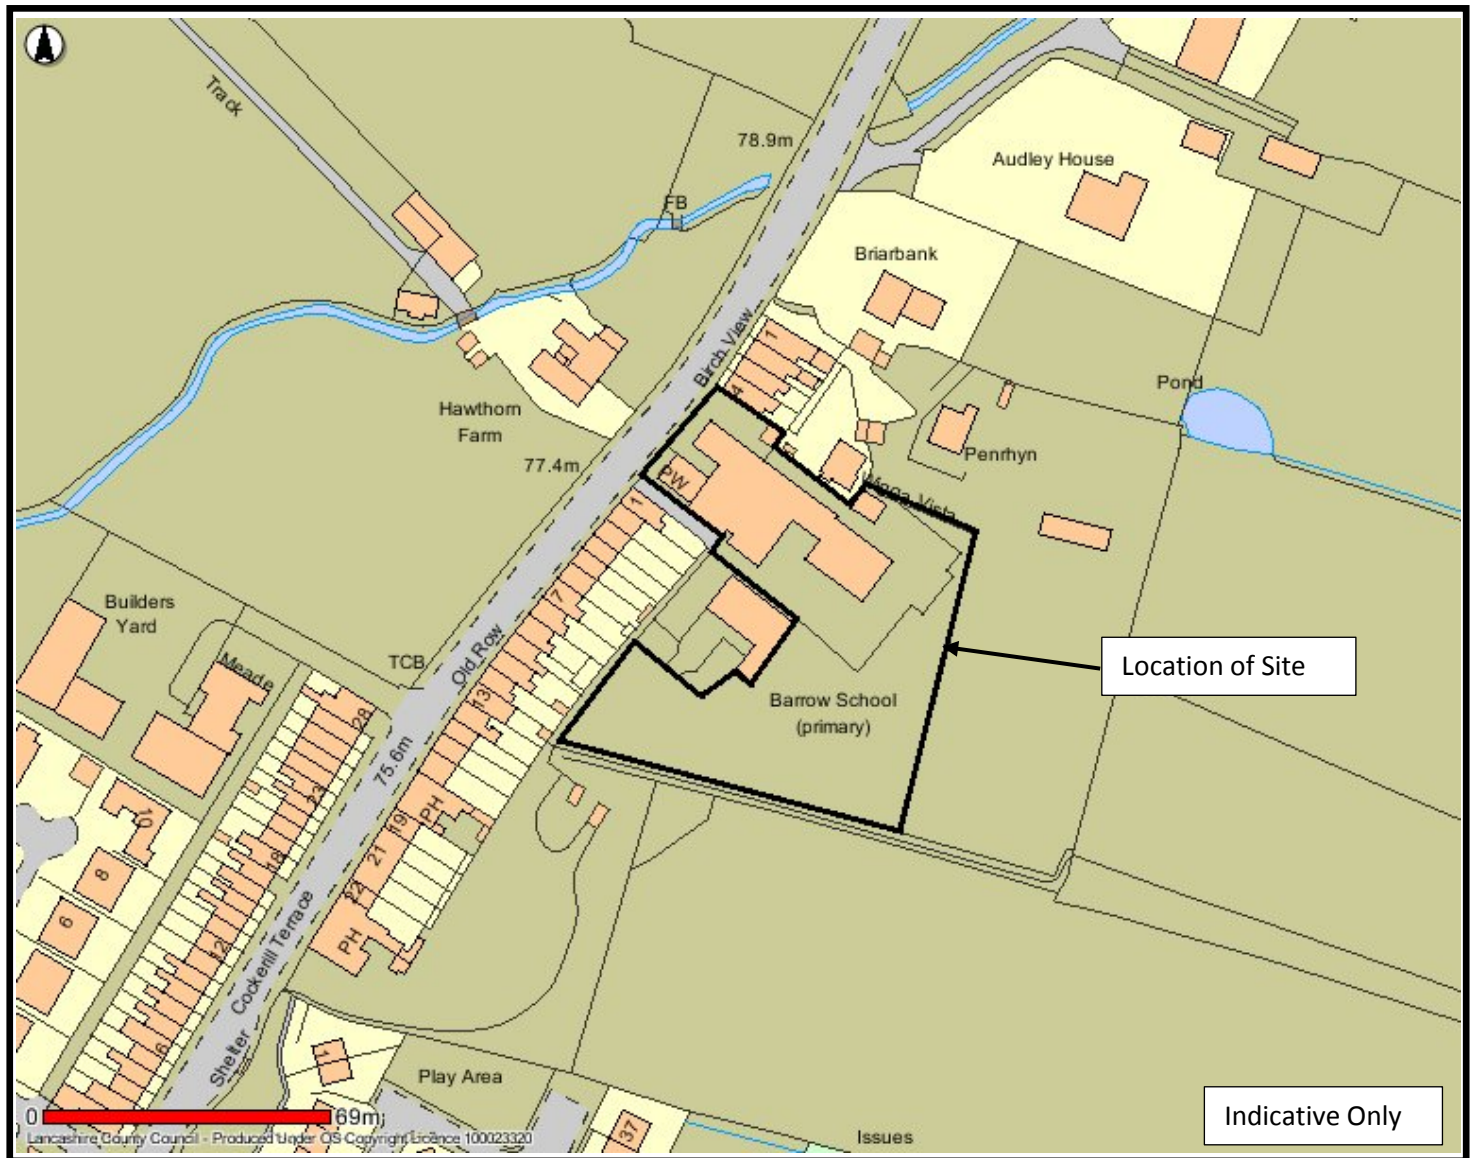 Track
78.9m
Audley House
FB
Briarbank
Birch View
1
4
Pond
Hawthorn
Farm
77.4m
PW
Penrhyn
Mona Vista
1
7
Builders
Yard
TCB
Old Row
Meade
Location of Site
13
Barrow School
(primary)
28
75.6m
23
PH
19
10
21
18
8
22
6
12
PH
Cockerill Terrace
6
Shelter
1
Play Area
0
69m
37
Issues
Indicative Only
Lancashire County Council - Produced Under OS Copyright Licence 100023320